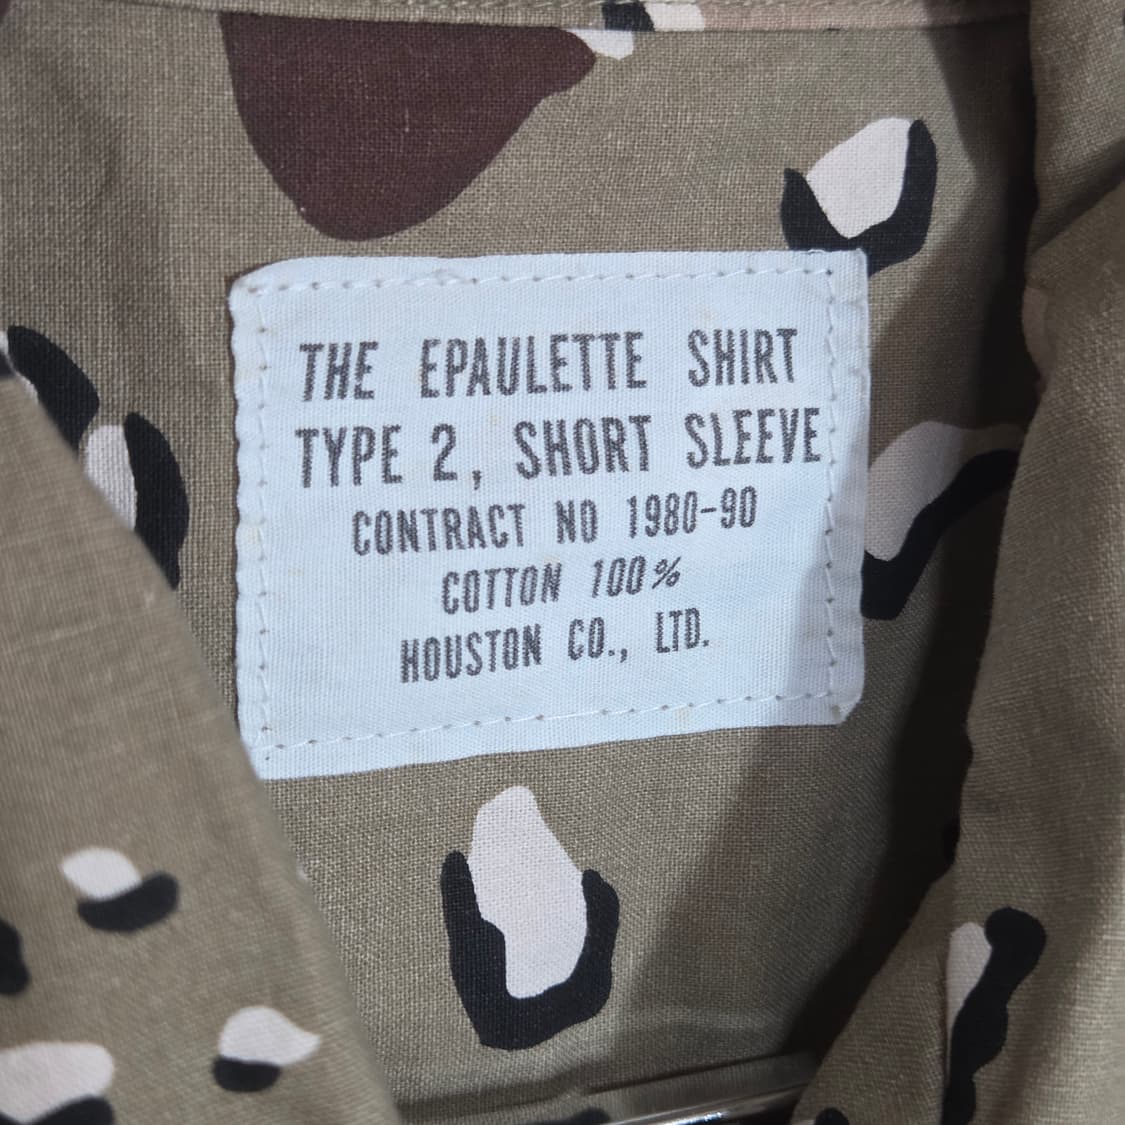 THE EPAULETTE SHIRT
TYPE 2, SHORT SLEEVE
CONTRACT NO 1980-90
COTTON 100%
HOUSTON CO., LTD.